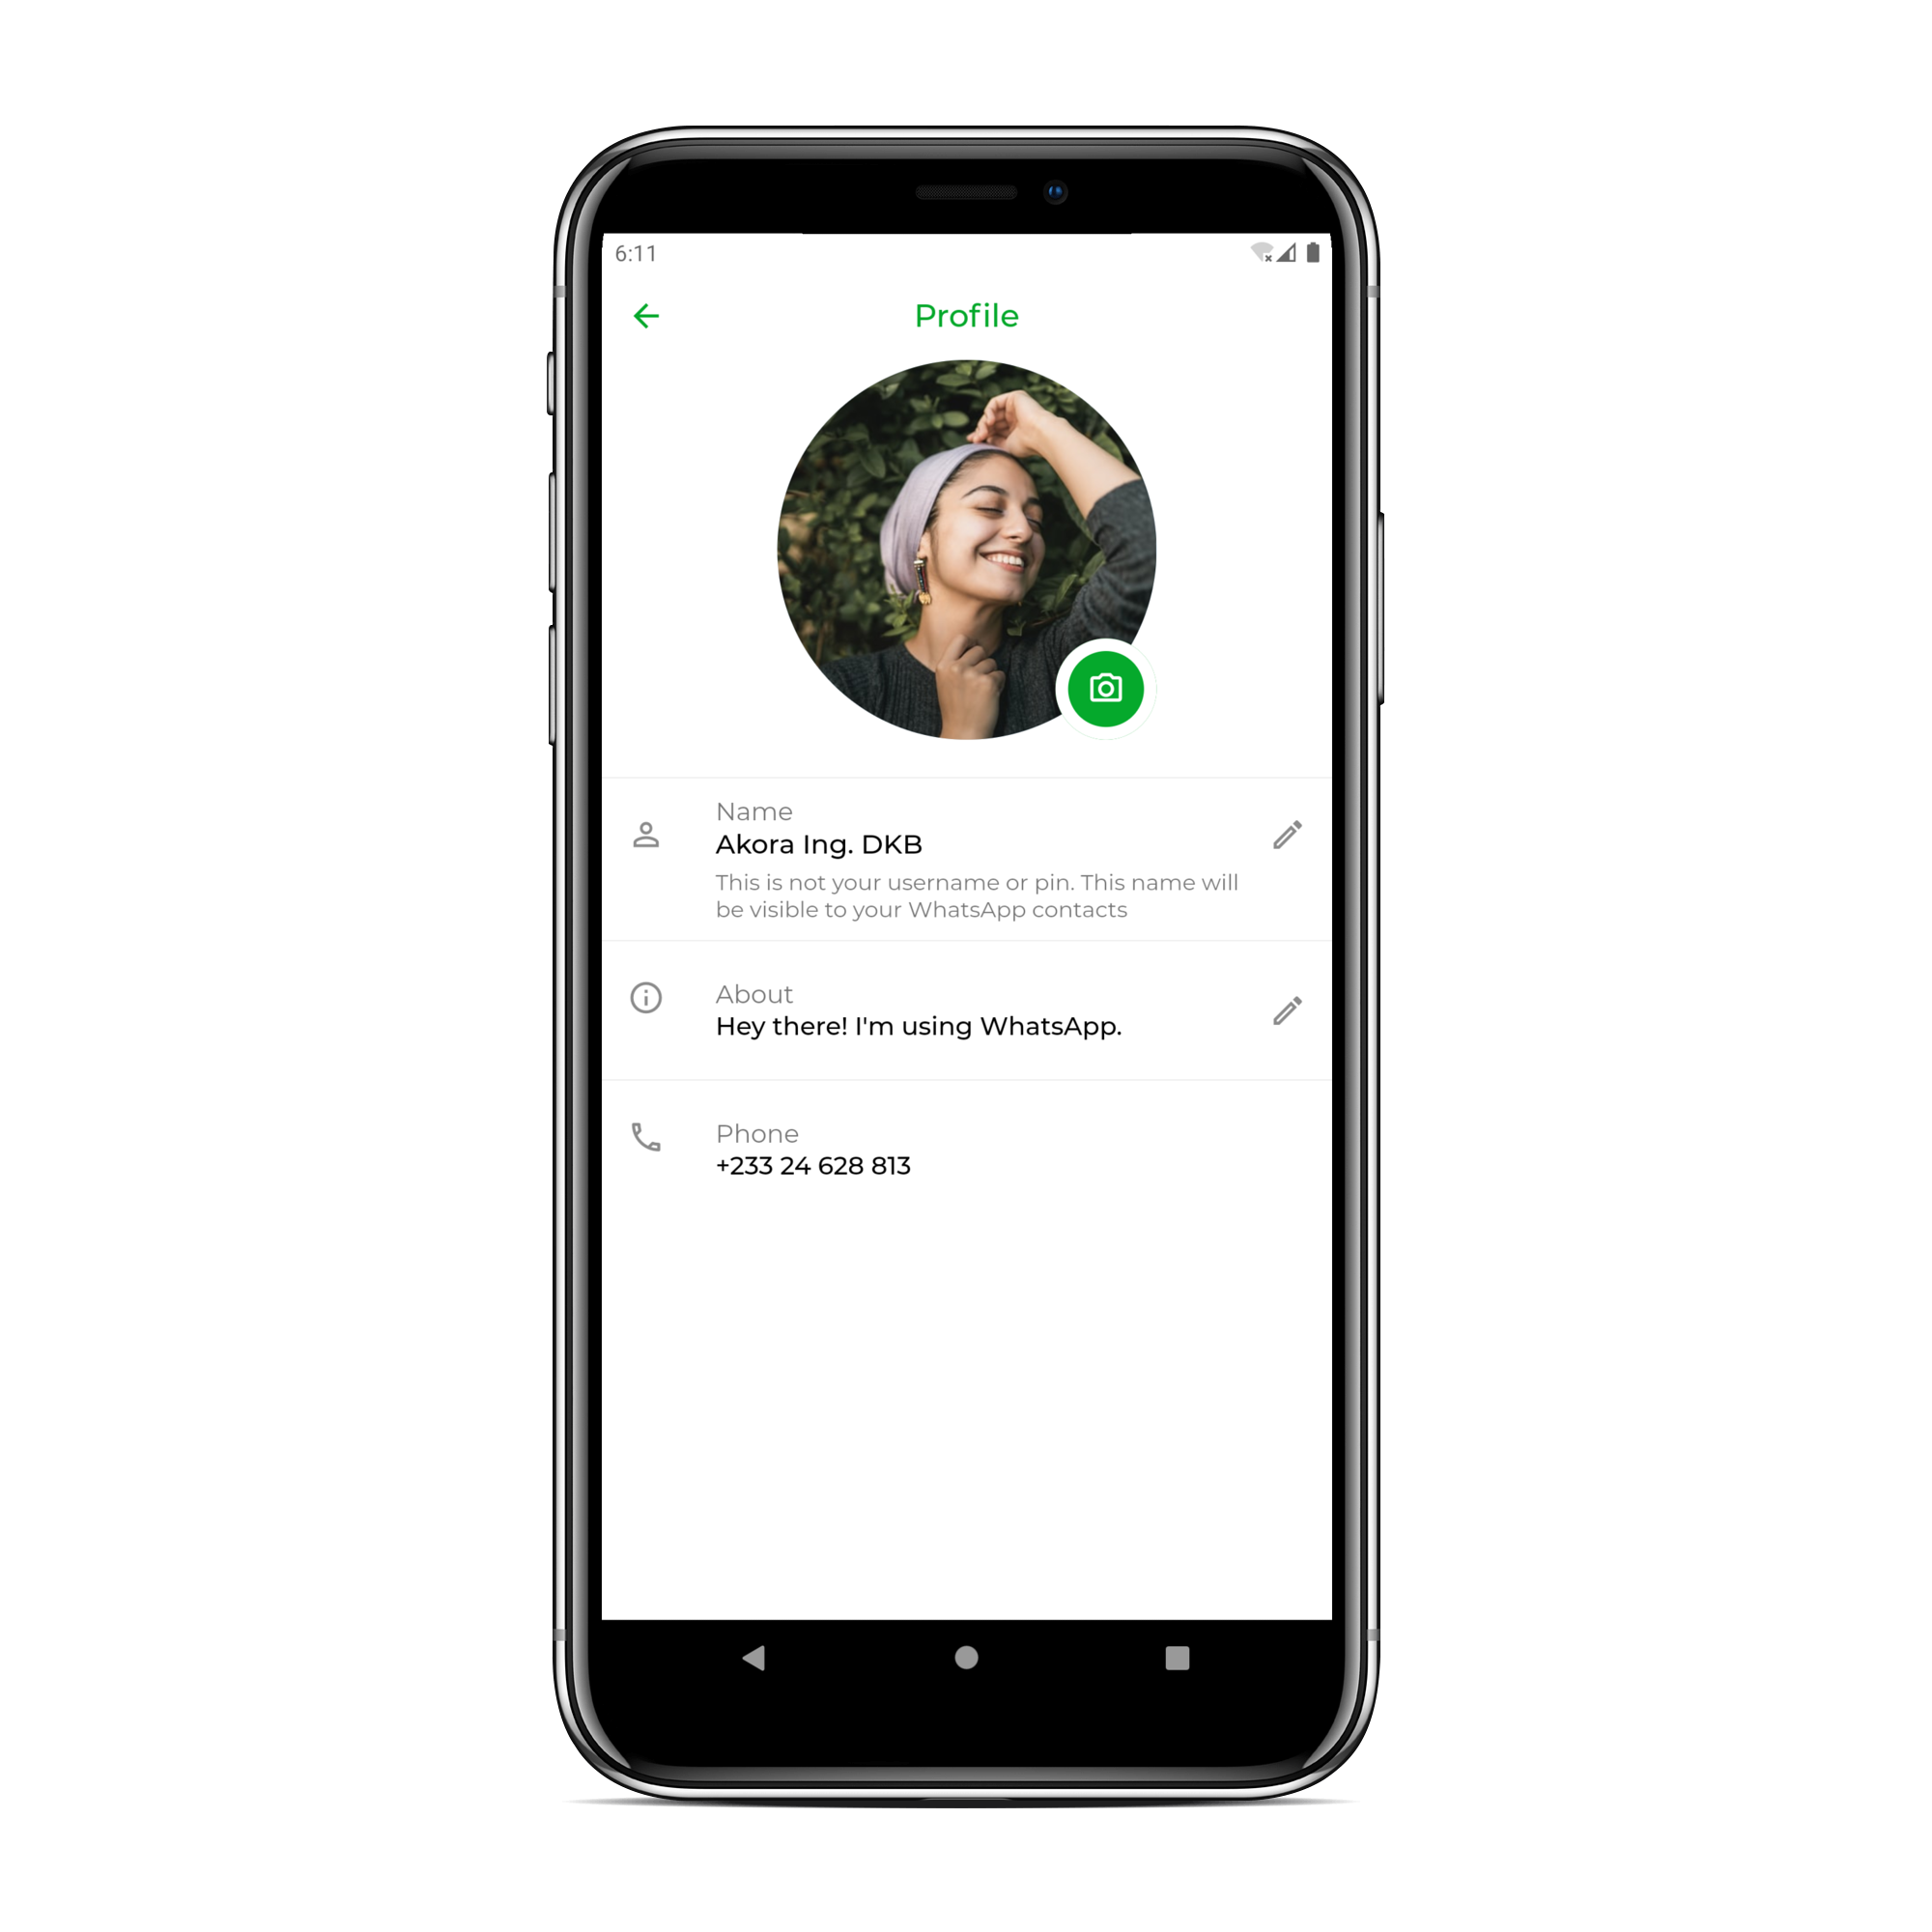 6:11
Profile
Name
Akora Ing. DKB
This is not your username or pin. This name will
be visible to your WhatsApp contacts
About
Hey there! I'm using WhatsApp.
Phone
+233 24 628 813